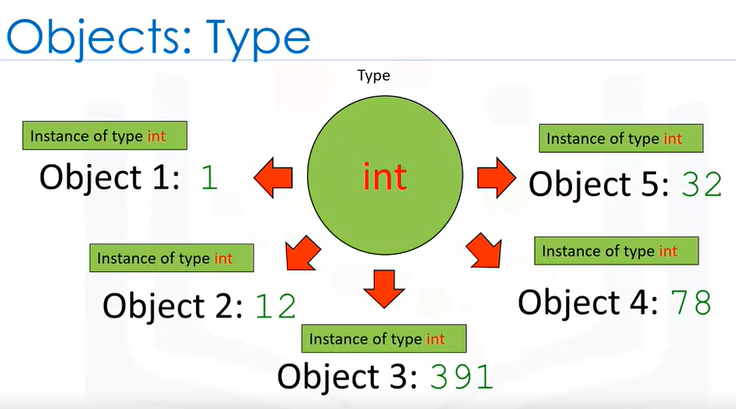 Objects: Type
Type
int
Instance of type int
Object 1: 1
Instance of type int
Object 2: 12
Instance of type int
Object 3: 391
Instance of type int
Object 4: 78
Instance of type int
Object 5: 32